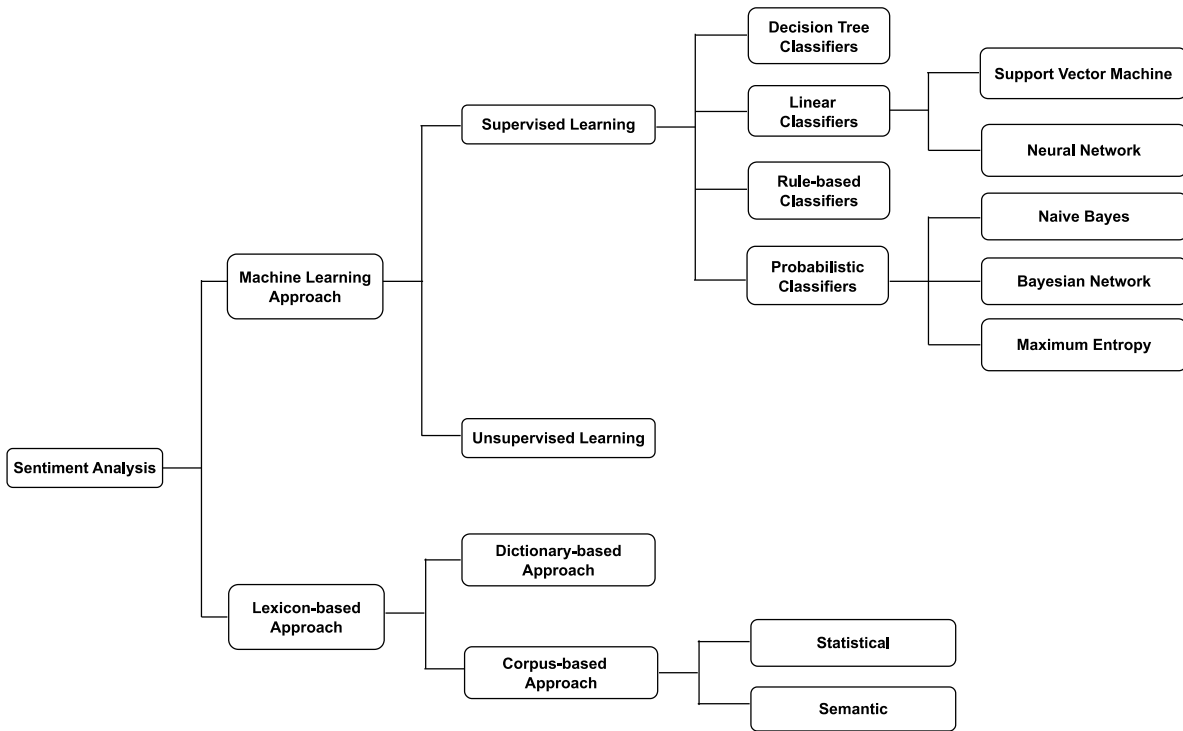 Decision Tree
Classifiers
Support Vector Machine
Linear
Classifiers
Supervised Learning
Neural Network
Rule-based
Classifiers
Naive Bayes
Probabilistic
Classifiers
Machine Learning
Approach
Bayesian Network
Maximum Entropy
Unsupervised Learning
Sentiment Analysis
Dictionary-based
Approach
Lexicon-based
Approach
Statistical
Corpus-based
Approach
Semantic